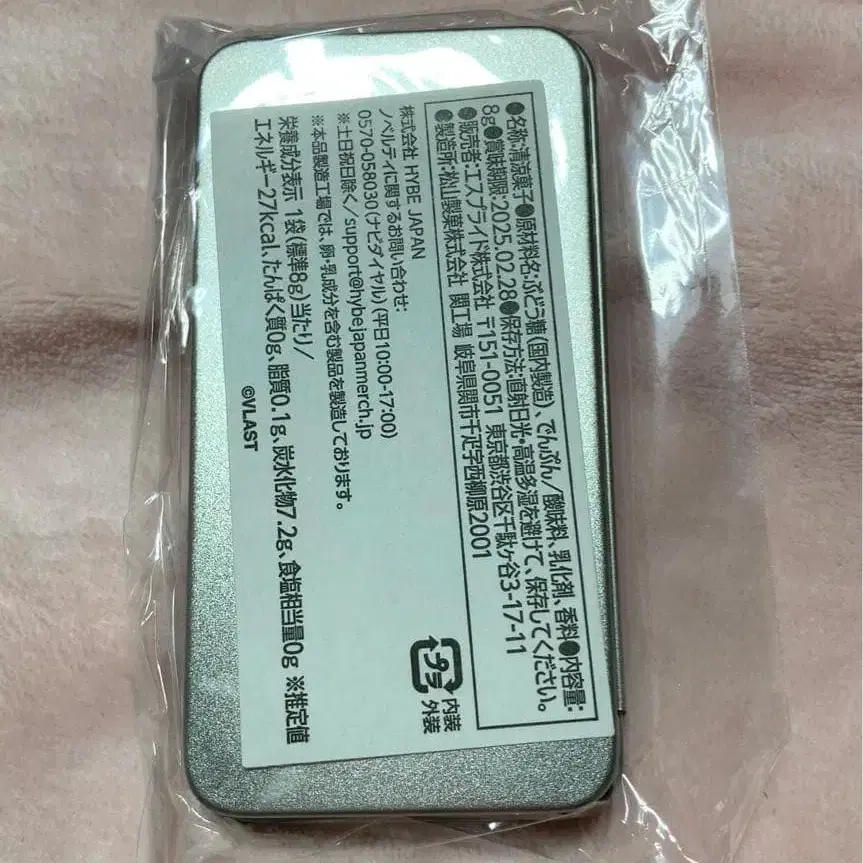 ●名称:清涼菓子●原材料名:ぶどう糖(国内製造)、でんぷん/酸味料、乳化剤、香料●内容量:
8g●賞味期限:2025.02.28●保存方法:直射日光・高温多湿を避けて、保存してください。
●販売者:エスプライド株式会社 〒151-0051 東京都渋谷区千駄ヶ谷3-17-11
●製造所:松山製菓株式会社 関工場 岐阜県関市千疋字西柳原2001
株式会社 HYBE JAPAN
ノベルティに関するお問い合わせ:
0570-058030(ナビダイヤル)(平日10:00-17:00)
※土日祝日除く/support@hybejapanmerch.jp
※本品製造工場では、卵・乳成分を含む製品を製造しております。
栄養成分表示 1袋(標準8g)当たり/
エネルギー27kcal、たんぱく質0g、脂質0.1g、炭水化物7.2g、食塩相当量0g ※推定値
©VLAST
プラ
内装
外装